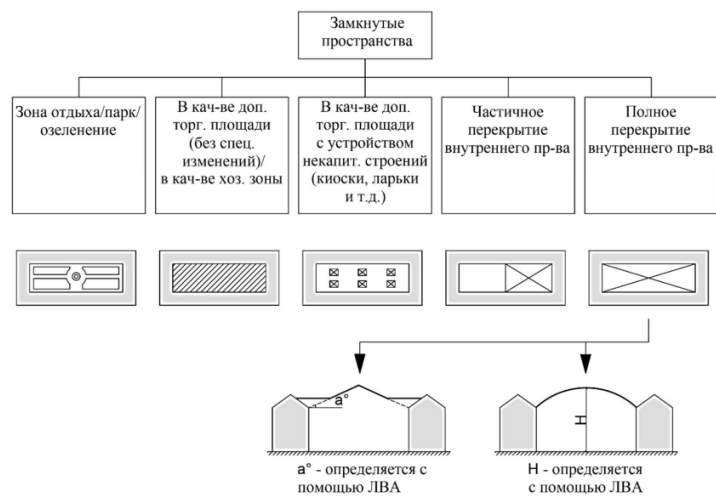 Замкнутые
пространства
Зона отдыха/парк/
озеленение
В кач-ве доп.
торг. площади
(без спец.
изменений)/
в кач-ве хоз. зоны
В кач-ве доп.
торг. площади
с устройством
некапит. строений
(киоски, ларьки
и т.д.)
Частичное
перекрытие
внутреннего пр-ва
Полное
перекрытие
внутреннего пр-ва
a°
H
a° - определяется с
помощью ЛВА
H - определяется
с помощью ЛВА